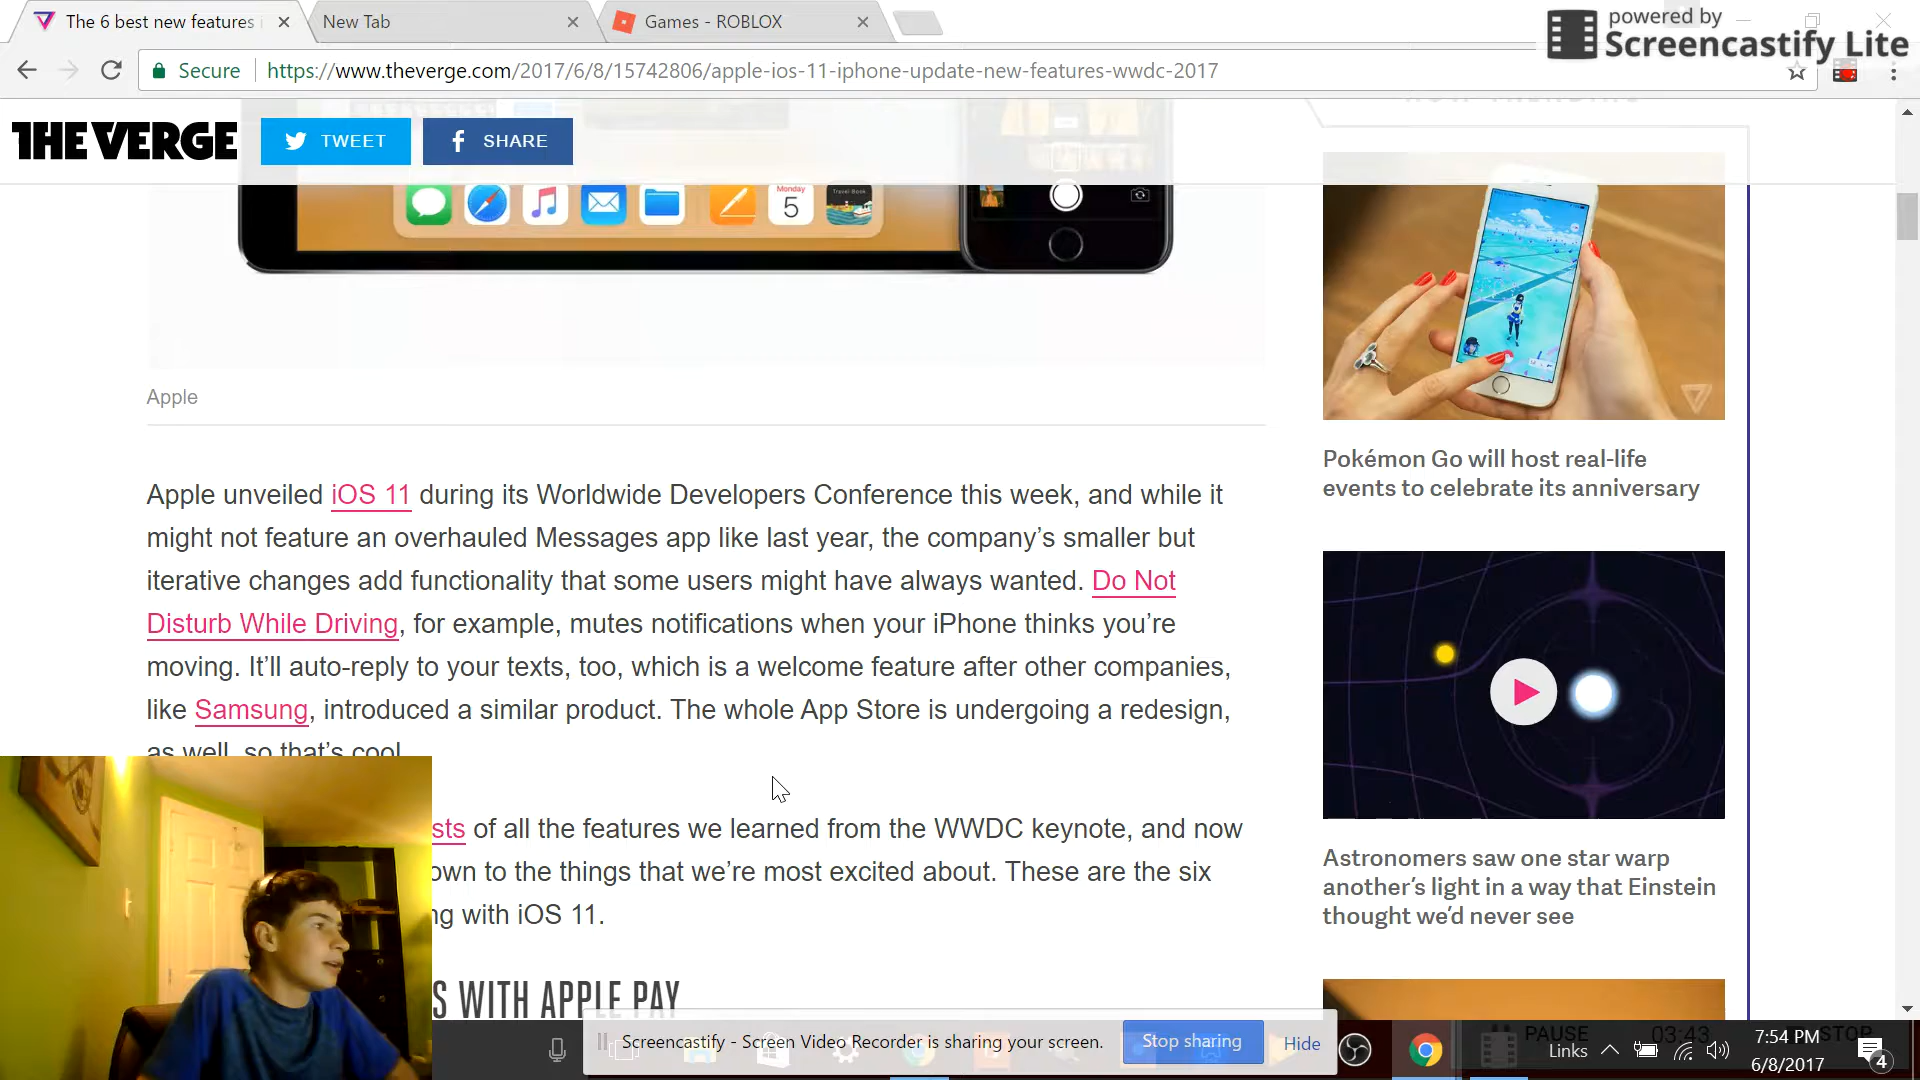 The 6 best new features
New Tab
Games - ROBLOX
powered by
Screencastify Lite
Secure
https://www.theverge.com/2017/6/8/15742806/apple-ios-11-iphone-update-new-features-wwdc-2017
THE VERGE
TWEET
SHARE
Monday
5
Apple
Apple unveiled iOS 11 during its Worldwide Developers Conference this week, and while it
might not feature an overhauled Messages app like last year, the company's smaller but
iterative changes add functionality that some users might have always wanted. Do Not
Disturb While Driving, for example, mutes notifications when your iPhone thinks you're
moving. It'll auto-reply to your texts, too, which is a welcome feature after other companies,
like Samsung, introduced a similar product. The whole App Store is undergoing a redesign,
as well, so that's cool
sts of all the features we learned from the WWDC keynote, and now
own to the things that we're most excited about. These are the six
ng with iOS 11.
S WITH APPLE PAY
Pokémon Go will host real-life
events to celebrate its anniversary
Astronomers saw one star warp
another's light in a way that Einstein
thought we'd never see
Screencastify - Screen Video Recorder is sharing your screen.
Stop sharing
Hide
PAUSE
03:43
STOP
Links
7:54 PM
6/8/2017
4